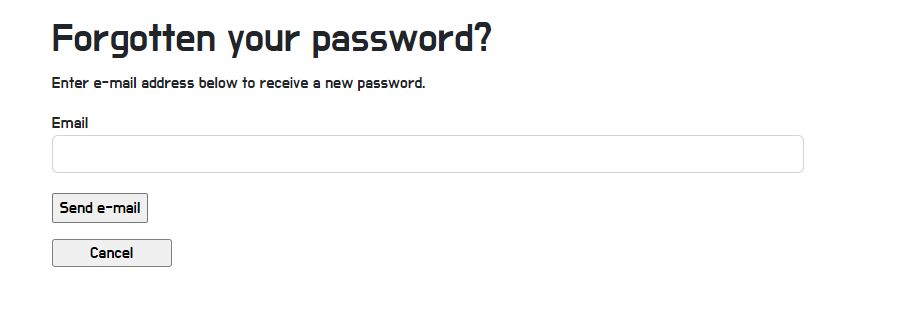 Forgotten your password?
Enter e-mail address below to receive a new password.
Email
Send e-mail
Cancel